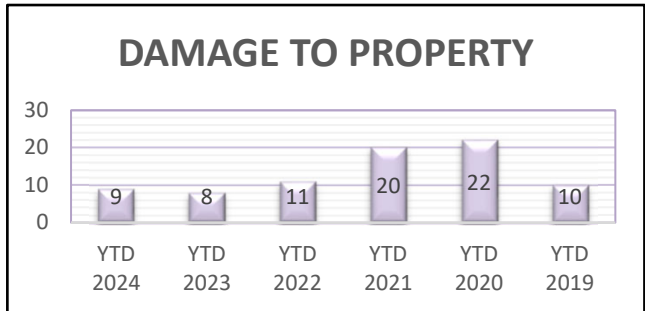 DAMAGE TO PROPERTY
30
20
10
0
9 8 11 20 22 10
YTD YTD YTD YTD YTD YTD
2024 2023 2022 2021 2020 2019